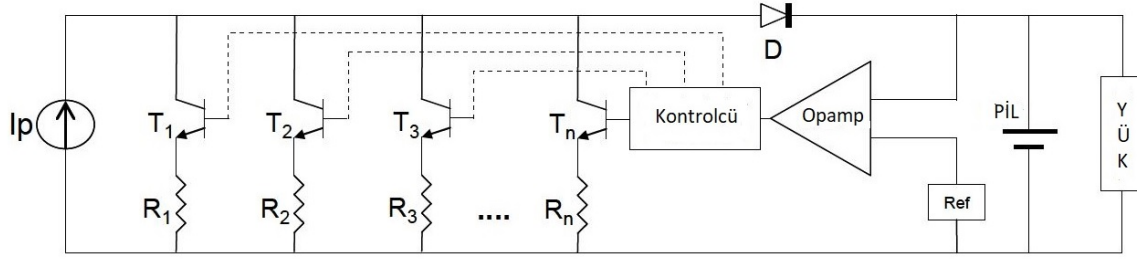 D
Ip
T1
T2
T3
Tn
Kontrolcü
Opamp
PİL
Y
Ü
K
R1
R2
R3
....
Rn
Ref